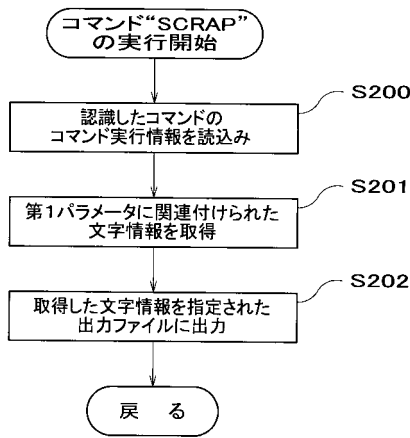 コマンド“SCRAP”
の実行開始
S200
認識したコマンドの
コマンド実行情報を読込み
S201
第1パラメータに関連付けられた
文字情報を取得
S202
取得した文字情報を指定された
出力ファイルに出力
戻る